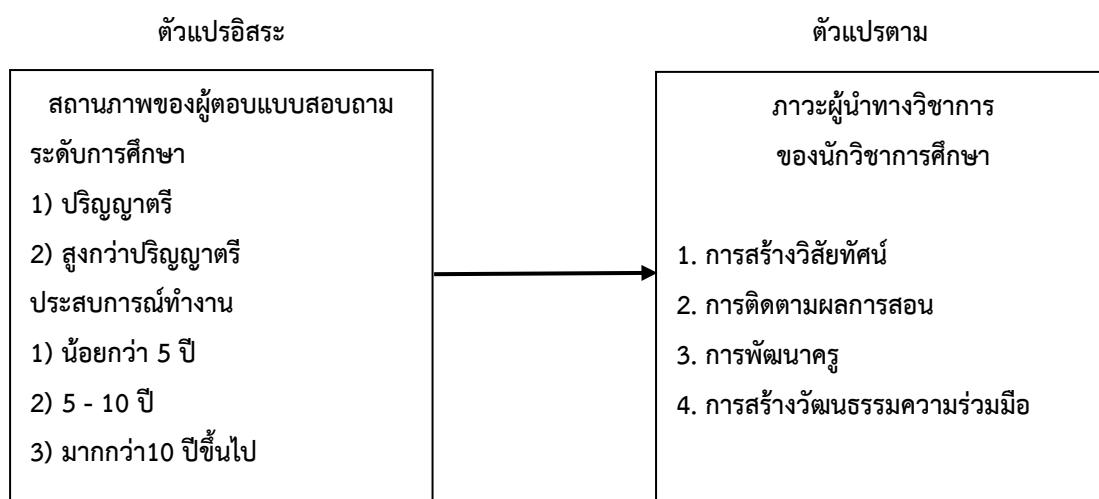 ตัวแปรอิสระ
ตัวแปรตาม
สถานภาพของผู้ตอบแบบสอบถาม
ระดับการศึกษา
1) ปริญญาตรี
2) สูงกว่าปริญญาตรี
ประสบการณ์ทำงาน
1) น้อยกว่า 5 ปี
2) 5 - 10 ปี
3) มากกว่า10 ปีขึ้นไป
ภาวะผู้นำทางวิชาการ
ของนักวิชาการศึกษา
1. การสร้างวิสัยทัศน์
2. การติดตามผลการสอน
3. การพัฒนาครู
4. การสร้างวัฒนธรรมความร่วมมือ